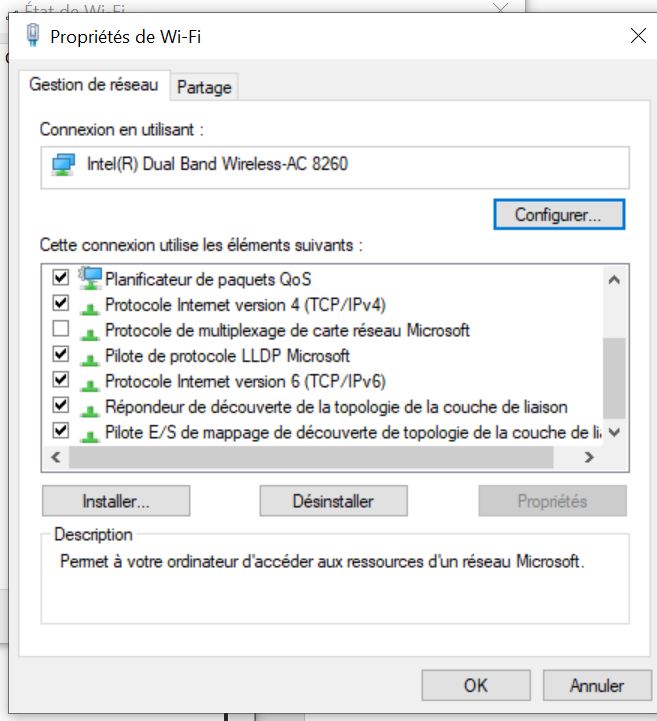 État de Wi-Fi
Propriétés de Wi-Fi
Gestion de réseau
Partage
Connexion en utilisant :
Intel(R) Dual Band Wireless-AC 8260
Configurer...
Cette connexion utilise les éléments suivants :
Planificateur de paquets QoS
Protocole Internet version 4 (TCP/IPv4)
Protocole de multiplexage de carte réseau Microsoft
Pilote de protocole LLDP Microsoft
Protocole Internet version 6 (TCP/IPv6)
Répondeur de découverte de la topologie de la couche de liaison
Pilote E/S de mappage de découverte de topologie de la couche de li
Installer...
Désinstaller
Propriétés
Description
Permet à votre ordinateur d'accéder aux ressources d'un réseau Microsoft.
OK
Annuler